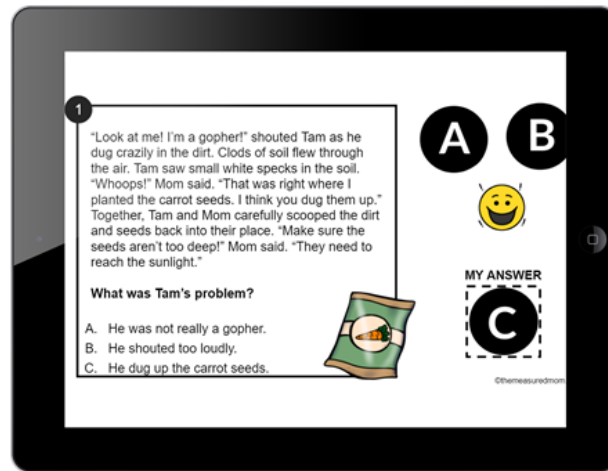 1
"Look at me! I'm a gopher!" shouted Tam as he
dug crazily in the dirt. Clods of soil flew through
the air. Tam saw small white specks in the soil.
"Whoops!" Mom said. "That was right where I
planted the carrot seeds. I think you dug them up."
Together, Tam and Mom carefully scooped the dirt
and seeds back into their place. "Make sure the
seeds aren't too deep!" Mom said. "They need to
reach the sunlight."
What was Tam's problem?
A. He was not really a gopher.
B. He shouted too loudly.
C. He dug up the carrot seeds.
A B
MY ANSWER
C
©themeasuredmom